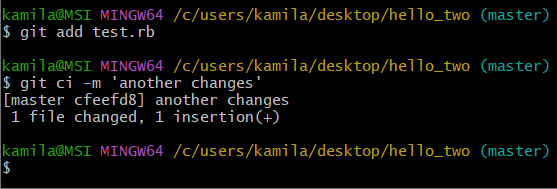 kamila@MSI MINGW64 /c/users/kamila/desktop/hello_two (master)
$ git add test.rb
kamila@MSI MINGW64 /c/users/kamila/desktop/hello_two (master)
$ git ci -m 'another changes'
[master cfeefd8] another changes
 1 file changed, 1 insertion(+)
kamila@MSI MINGW64 /c/users/kamila/desktop/hello_two (master)
$